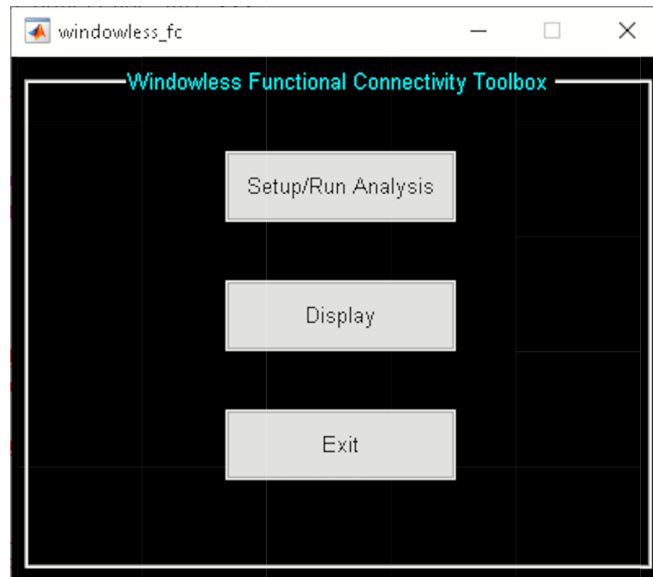 windowless_fc
Windowless Functional Connectivity Toolbox
Setup/Run Analysis
Display
Exit